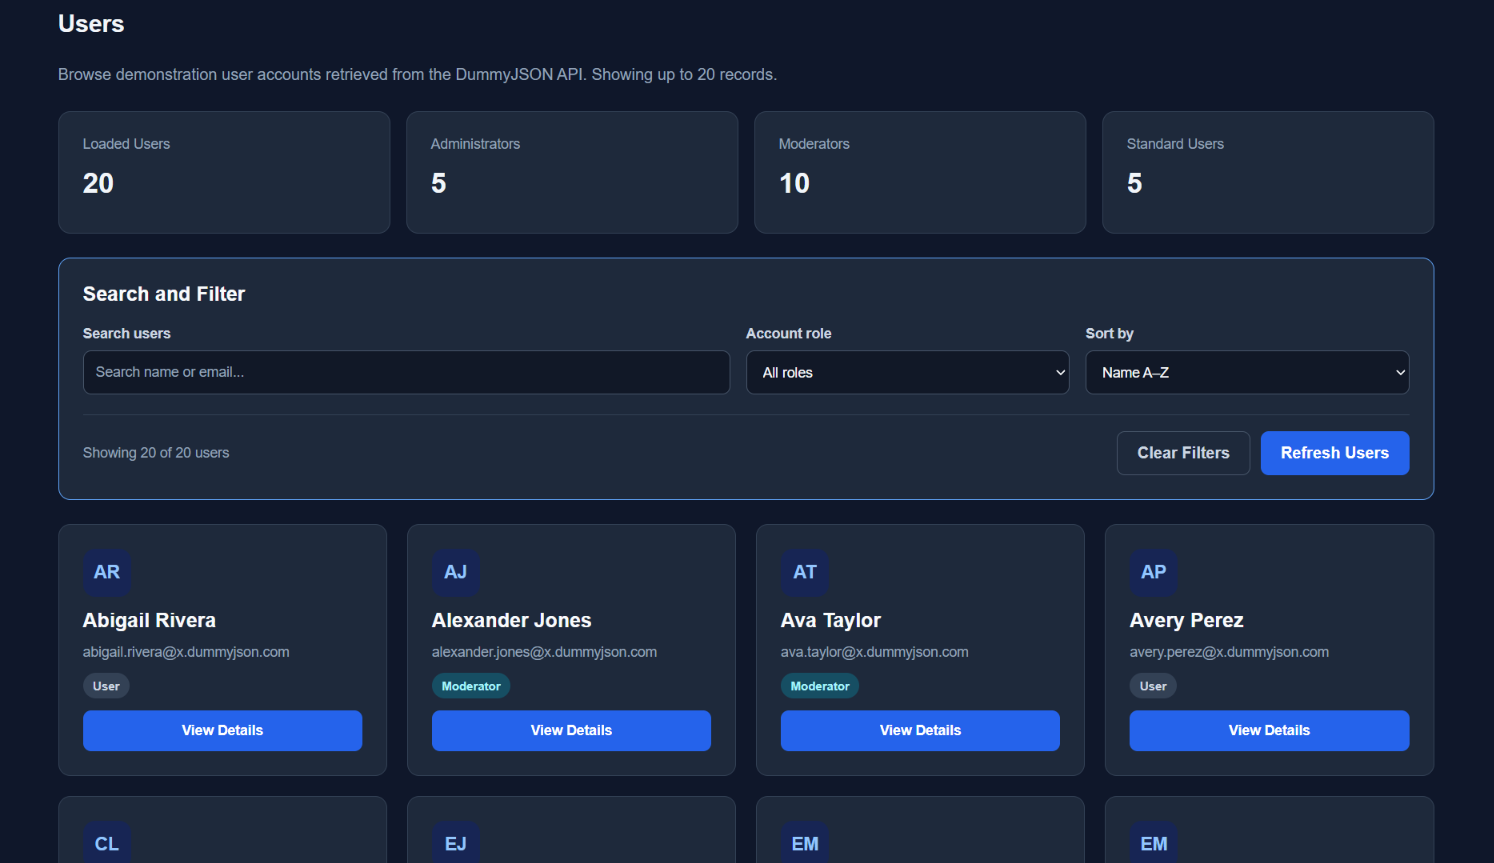 Users
Browse demonstration user accounts retrieved from the DummyJSON API. Showing up to 20 records.
Loaded Users
20
Administrators
5
Moderators
10
Standard Users
5
Search and Filter
Search users
Search name or email...
Account role
All roles
Sort by
Name A–Z
Showing 20 of 20 users
Clear Filters
Refresh Users
AR
Abigail Rivera
abigail.rivera@x.dummyjson.com
User
View Details
AJ
Alexander Jones
alexander.jones@x.dummyjson.com
Moderator
View Details
AT
Ava Taylor
ava.taylor@x.dummyjson.com
Moderator
View Details
AP
Avery Perez
avery.perez@x.dummyjson.com
User
View Details
CL
EJ
EM
EM